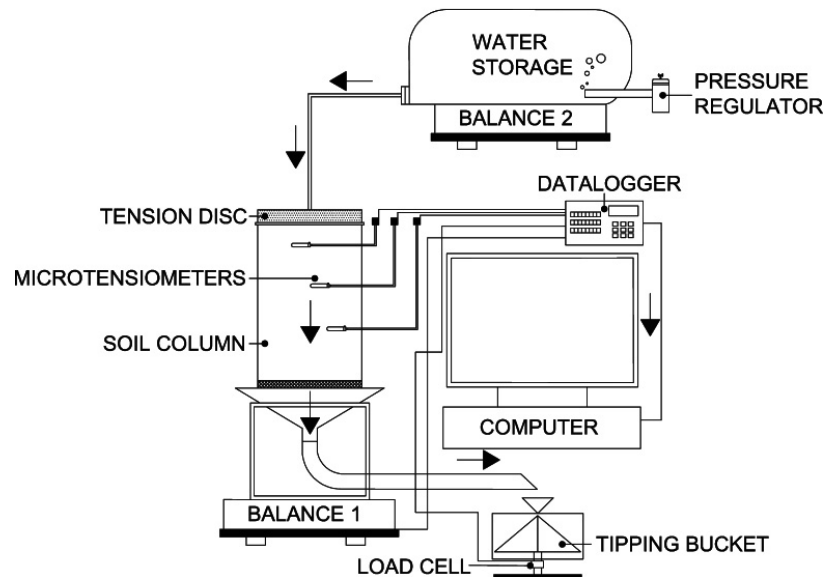 WATER
STORAGE
PRESSURE
REGULATOR
BALANCE 2
DATALOGGER
TENSION DISC
MICROTENSIOMETERS
SOIL COLUMN
COMPUTER
BALANCE 1
TIPPING BUCKET
LOAD CELL